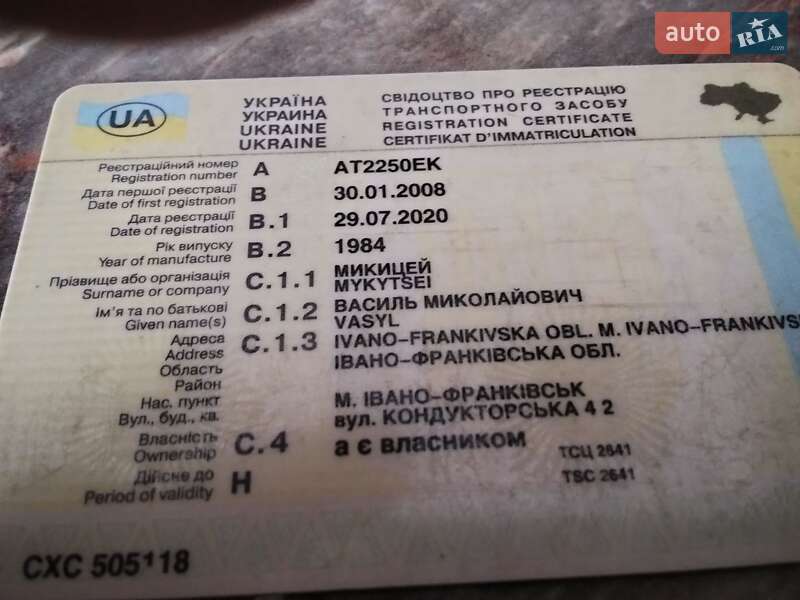 auto RIA .com
UA
УКРАЇНА
УКРАИНА
UKRAINE
UKRAINE
СВІДОЦТВО ПРО РЕЄСТРАЦІЮ
ТРАНСПОРТНОГО ЗАСОБУ
REGISTRATION CERTIFICATE
CERTIFIKAT D'IMMATRICULATION
Реєстраційний номер
Registration number A AT2250EK
Дата першої реєстрації
Date of first registration B 30.01.2008
Дата реєстрації
Date of registration B.1 29.07.2020
Рік випуску
Year of manufacture B.2 1984
Прізвище або організація C.1.1 МИКИЦЕЙ
Surname or company MYKYTSEI
Ім'я та по батькові C.1.2 ВАСИЛЬ МИКОЛАЙОВИЧ
Given name(s) VASYL
Адреса C.1.3 IVANO-FRANKIVSKA OBL. M. IVANO-FRANKIVS
Address ІВАНО-ФРАНКІВСЬКА ОБЛ.
Область
Район
Нас. пункт М. ІВАНО-ФРАНКІВСЬК
Вул., буд., кв. вул. КОНДУКТОРСЬКА 4 2
Власність C.4 а є власником
Ownership
ТСЦ 2641
Дійсне до H TSC 2641
Period of validity
СХС 505118